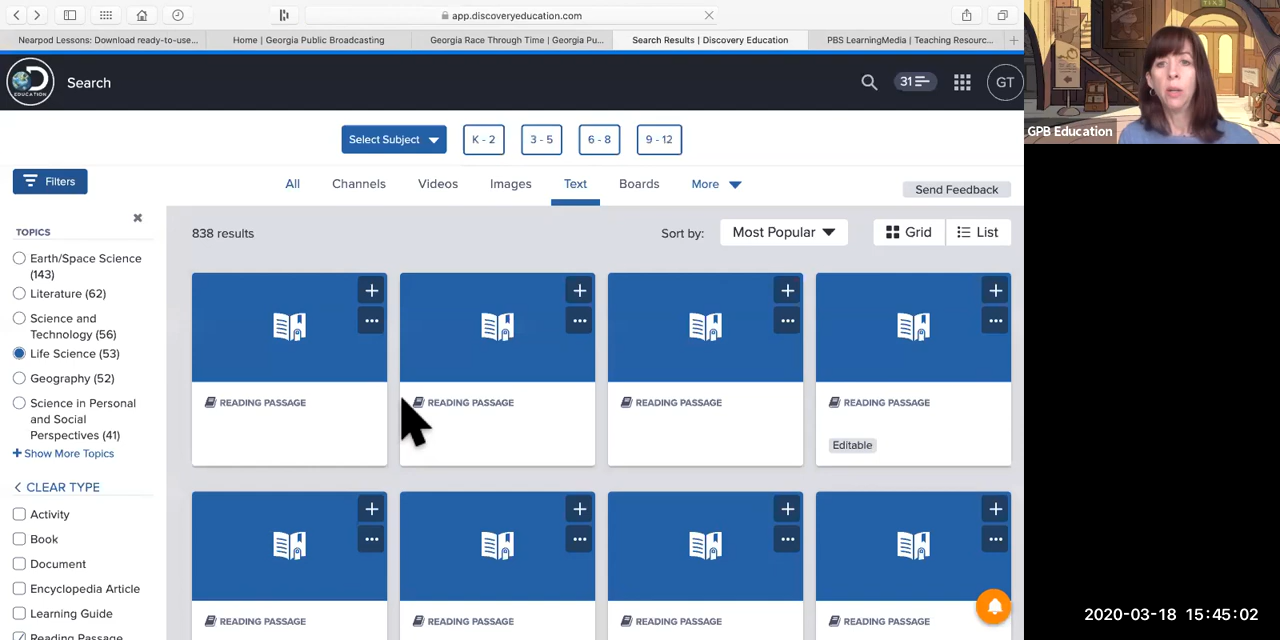 app.discoveryeducation.com
Nearpod Lessons: Download ready-to-use...
Home | Georgia Public Broadcasting
Georgia Race Through Time | Georgia Pu...
Search Results | Discovery Education
PBS LearningMedia | Teaching Resourc...
EDUCATION
Search
31
GT
GPB Education
Select Subject
K - 2
3 - 5
6 - 8
9 - 12
Filters
All
Channels
Videos
Images
Text
Boards
More
Send Feedback
TOPICS
838 results
Sort by:
Most Popular
Grid
List
Earth/Space Science
(143)
Literature (62)
Science and
Technology (56)
Life Science (53)
Geography (52)
Science in Personal
and Social
Perspectives (41)
+ Show More Topics
CLEAR TYPE
Activity
Book
Document
Encyclopedia Article
Learning Guide
Reading Passage
READING PASSAGE
READING PASSAGE
READING PASSAGE
READING PASSAGE
Editable
READING PASSAGE
READING PASSAGE
READING PASSAGE
READING PASSAGE
2020-03-18 15:45:02